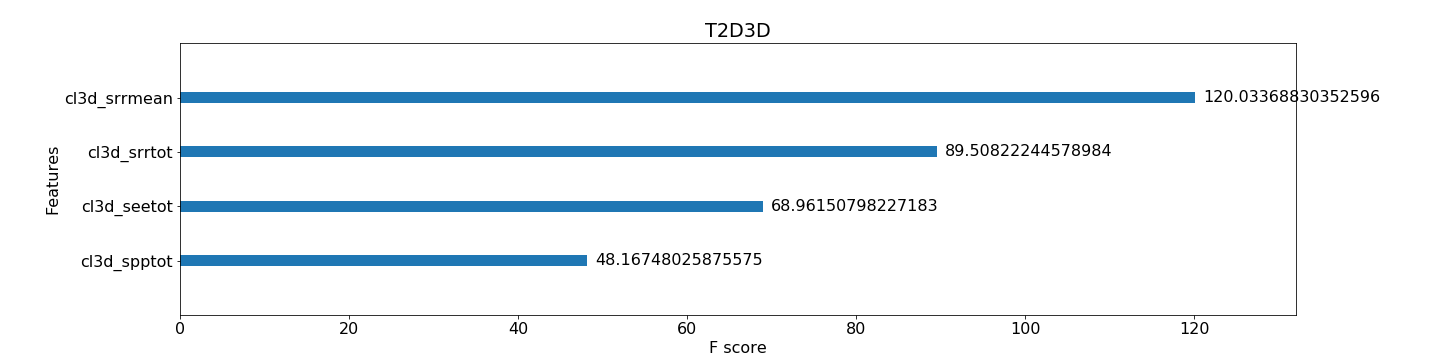 T2D3D
cl3d_srrmean
120.03368830352596
cl3d_srrtot
89.50822244578984
cl3d_seetot
68.96150798227183
cl3d_spptot
48.16748025875575
Features
0 20 40 60 80 100 120
F score